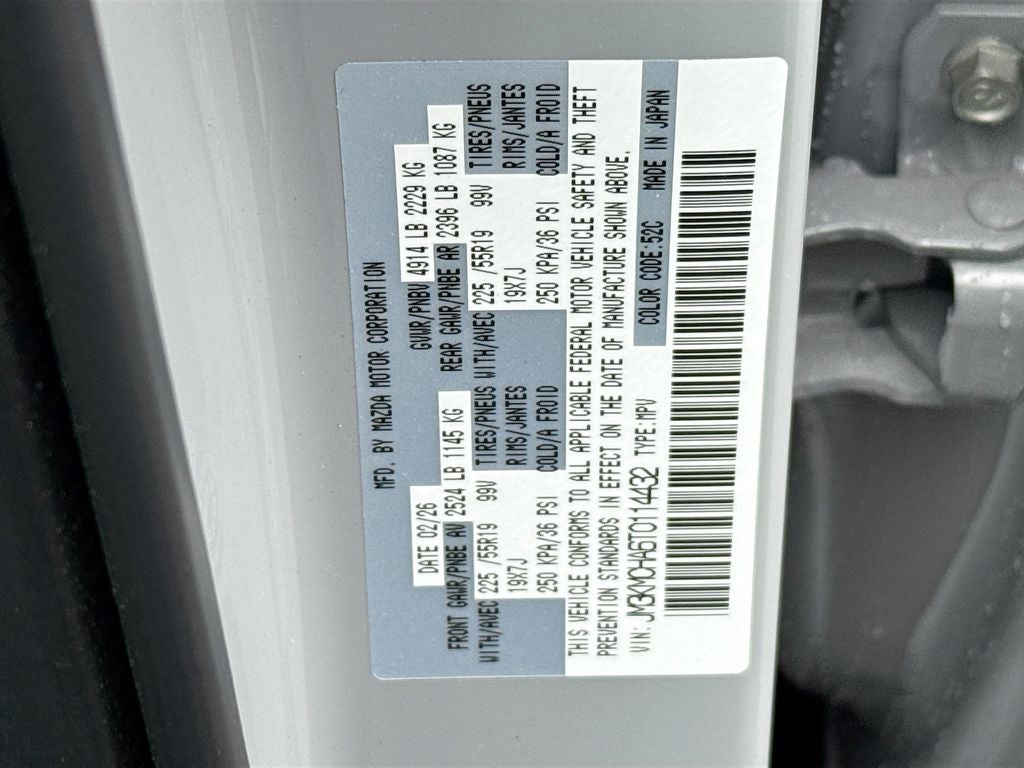 MFD. BY MAZDA MOTOR CORPORATION
DATE 02/26 GVWR/PNBV 4914 LB 2229 KG
FRONT GAWR/PNBE AV 2524 LB 1145 KG REAR GAWR/PNBE AR 2396 LB 1087 KG
WITH/AVEC 225 /55R19 99V TIRES/PNEUS WITH/AVEC 225 /55R19 99V TIRES/PNEUS
19X7J RIMS/JANTES 19X7J RIMS/JANTES
250 KPA/36 PSI COLD/A FROID 250 KPA/36 PSI COLD/A FROID
THIS VEHICLE CONFORMS TO ALL APPLICABLE FEDERAL MOTOR VEHICLE SAFETY AND THEFT
PREVENTION STANDARDS IN EFFECT ON THE DATE OF MANUFACTURE SHOWN ABOVE.
VIN: JM3KMCHA6T0114432 TYPE:MPV COLOR CODE:52C MADE IN JAPAN